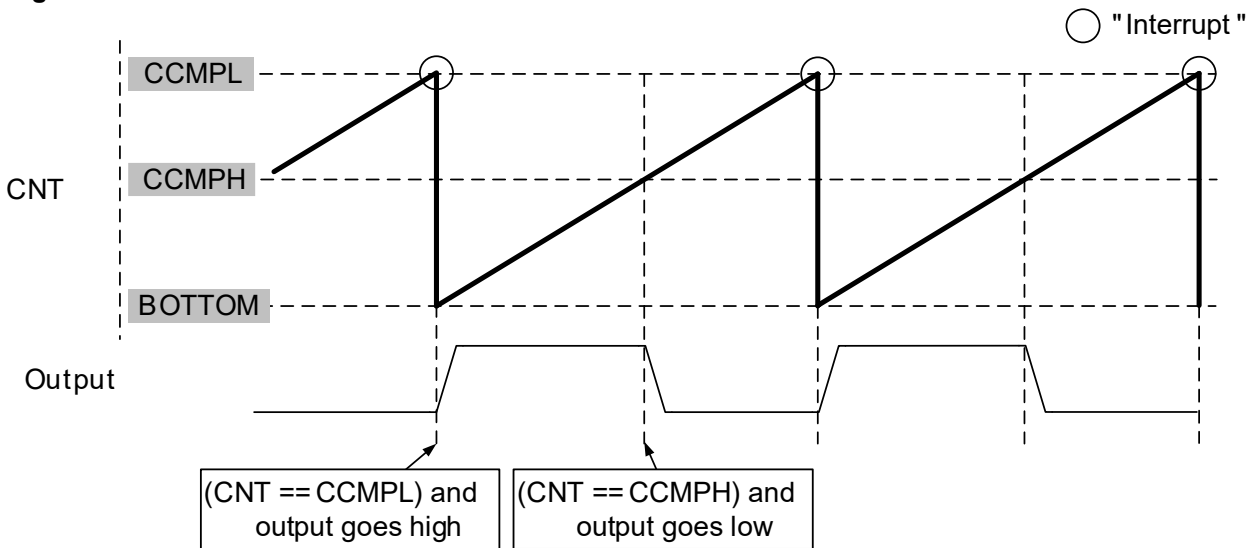 "Interrupt"
CCMPL
CCMPH
CNT
BOTTOM
Output
(CNT == CCMPL) and
output goes high
(CNT == CCMPH) and
output goes low